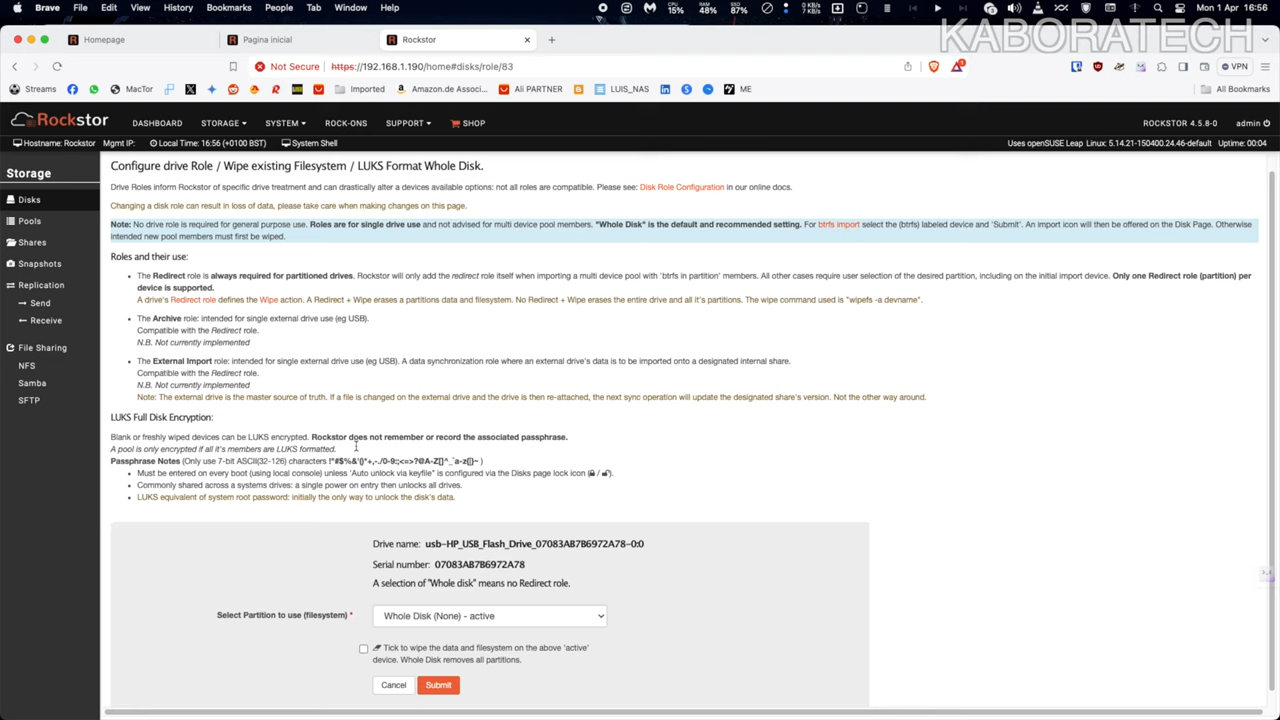 Brave Browser File Edit View History Bookmarks People Window Tab Help
CPU 15% RAM 48% SSD 87% 0 KB/s 0 KB/s Mon 1 Apr 16:56
KABORATECH
Homepage Pagina inicial Rockstor
Not Secure https://192.168.1.190/home#disks/role/83 VPN
Streams MacTor Imported Amazon.de Associ... Ali PARTNER LUIS_NAS ME All Bookmarks
Rockstor DASHBOARD STORAGE SYSTEM ROCK-ONS SUPPORT SHOP ROCKSTOR 4.5.8-0 admin
Hostname: Rockstor Mgmt IP: Local Time: 16:56 (+0100 BST) System Shell Uses openSUSE Leap Linux: 5.14.21-150400.24.46-default Uptime: 00:04
Storage
Disks
Pools
Shares
Snapshots
Replication
Send
Receive
File Sharing
NFS
Samba
SFTP
Configure drive Role / Wipe existing Filesystem / LUKS Format Whole Disk.
Drive Roles inform Rockstor of specific drive treatment and can drastically alter a devices available options: not all roles are compatible. Please see: Disk Role Configuration in our online docs.
Changing a disk role can result in loss of data, please take care when making changes on this page.
Note: No drive role is required for general purpose use. Roles are for single drive use and not advised for multi device pool members. "Whole Disk" is the default and recommended setting. For btrfs import select the (btrfs) labeled device and 'Submit'. An import icon will then be offered on the Disk Page. Otherwise
intended new pool members must first be wiped.
Roles and their use:
• The Redirect role is always required for partitioned drives. Rockstor will only add the redirect role itself when importing a multi device pool with 'btrfs in partition' members. All other cases require user selection of the desired partition, including on the initial import device. Only one Redirect role (partition) per
device is supported.
A drive's Redirect role defines the Wipe action. A Redirect + Wipe erases a partitions data and filesystem. No Redirect + Wipe erases the entire drive and all it's partitions. The wipe command used is "wipefs -a devname".
• The Archive role: intended for single external drive use (eg USB).
Compatible with the Redirect role.
N.B. Not currently implemented
• The External Import role: intended for single external drive use (eg USB). A data synchronization role where an external drive's data is to be imported onto a designated internal share.
Compatible with the Redirect role.
N.B. Not currently implemented
Note: The external drive is the master source of truth. If a file is changed on the external drive and the drive is then re-attached, the next sync operation will update the designated share's version. Not the other way around.
LUKS Full Disk Encryption:
Blank or freshly wiped devices can be LUKS encrypted. Rockstor does not remember or record the associated passphrase.
A pool is only encrypted if all it's members are LUKS formatted.
Passphrase Notes (Only use 7-bit ASCII(32-126) characters !"#$%&'()*+,-./0-9:;<=>?@A-Z[]^_`a-z{|}~ )
• Must be entered on every boot (using local console) unless 'Auto unlock via keyfile" is configured via the Disks page lock icon ( / ).
• Commonly shared across a systems drives: a single power on entry then unlocks all drives.
• LUKS equivalent of system root password: initially the only way to unlock the disk's data.
Drive name: usb-HP_USB_Flash_Drive_07083AB7B6972A78-0:0
Serial number: 07083AB7B6972A78
A selection of "Whole disk" means no Redirect role.
Select Partition to use (filesystem) * Whole Disk (None) - active
Tick to wipe the data and filesystem on the above 'active'
device. Whole Disk removes all partitions.
Cancel Submit